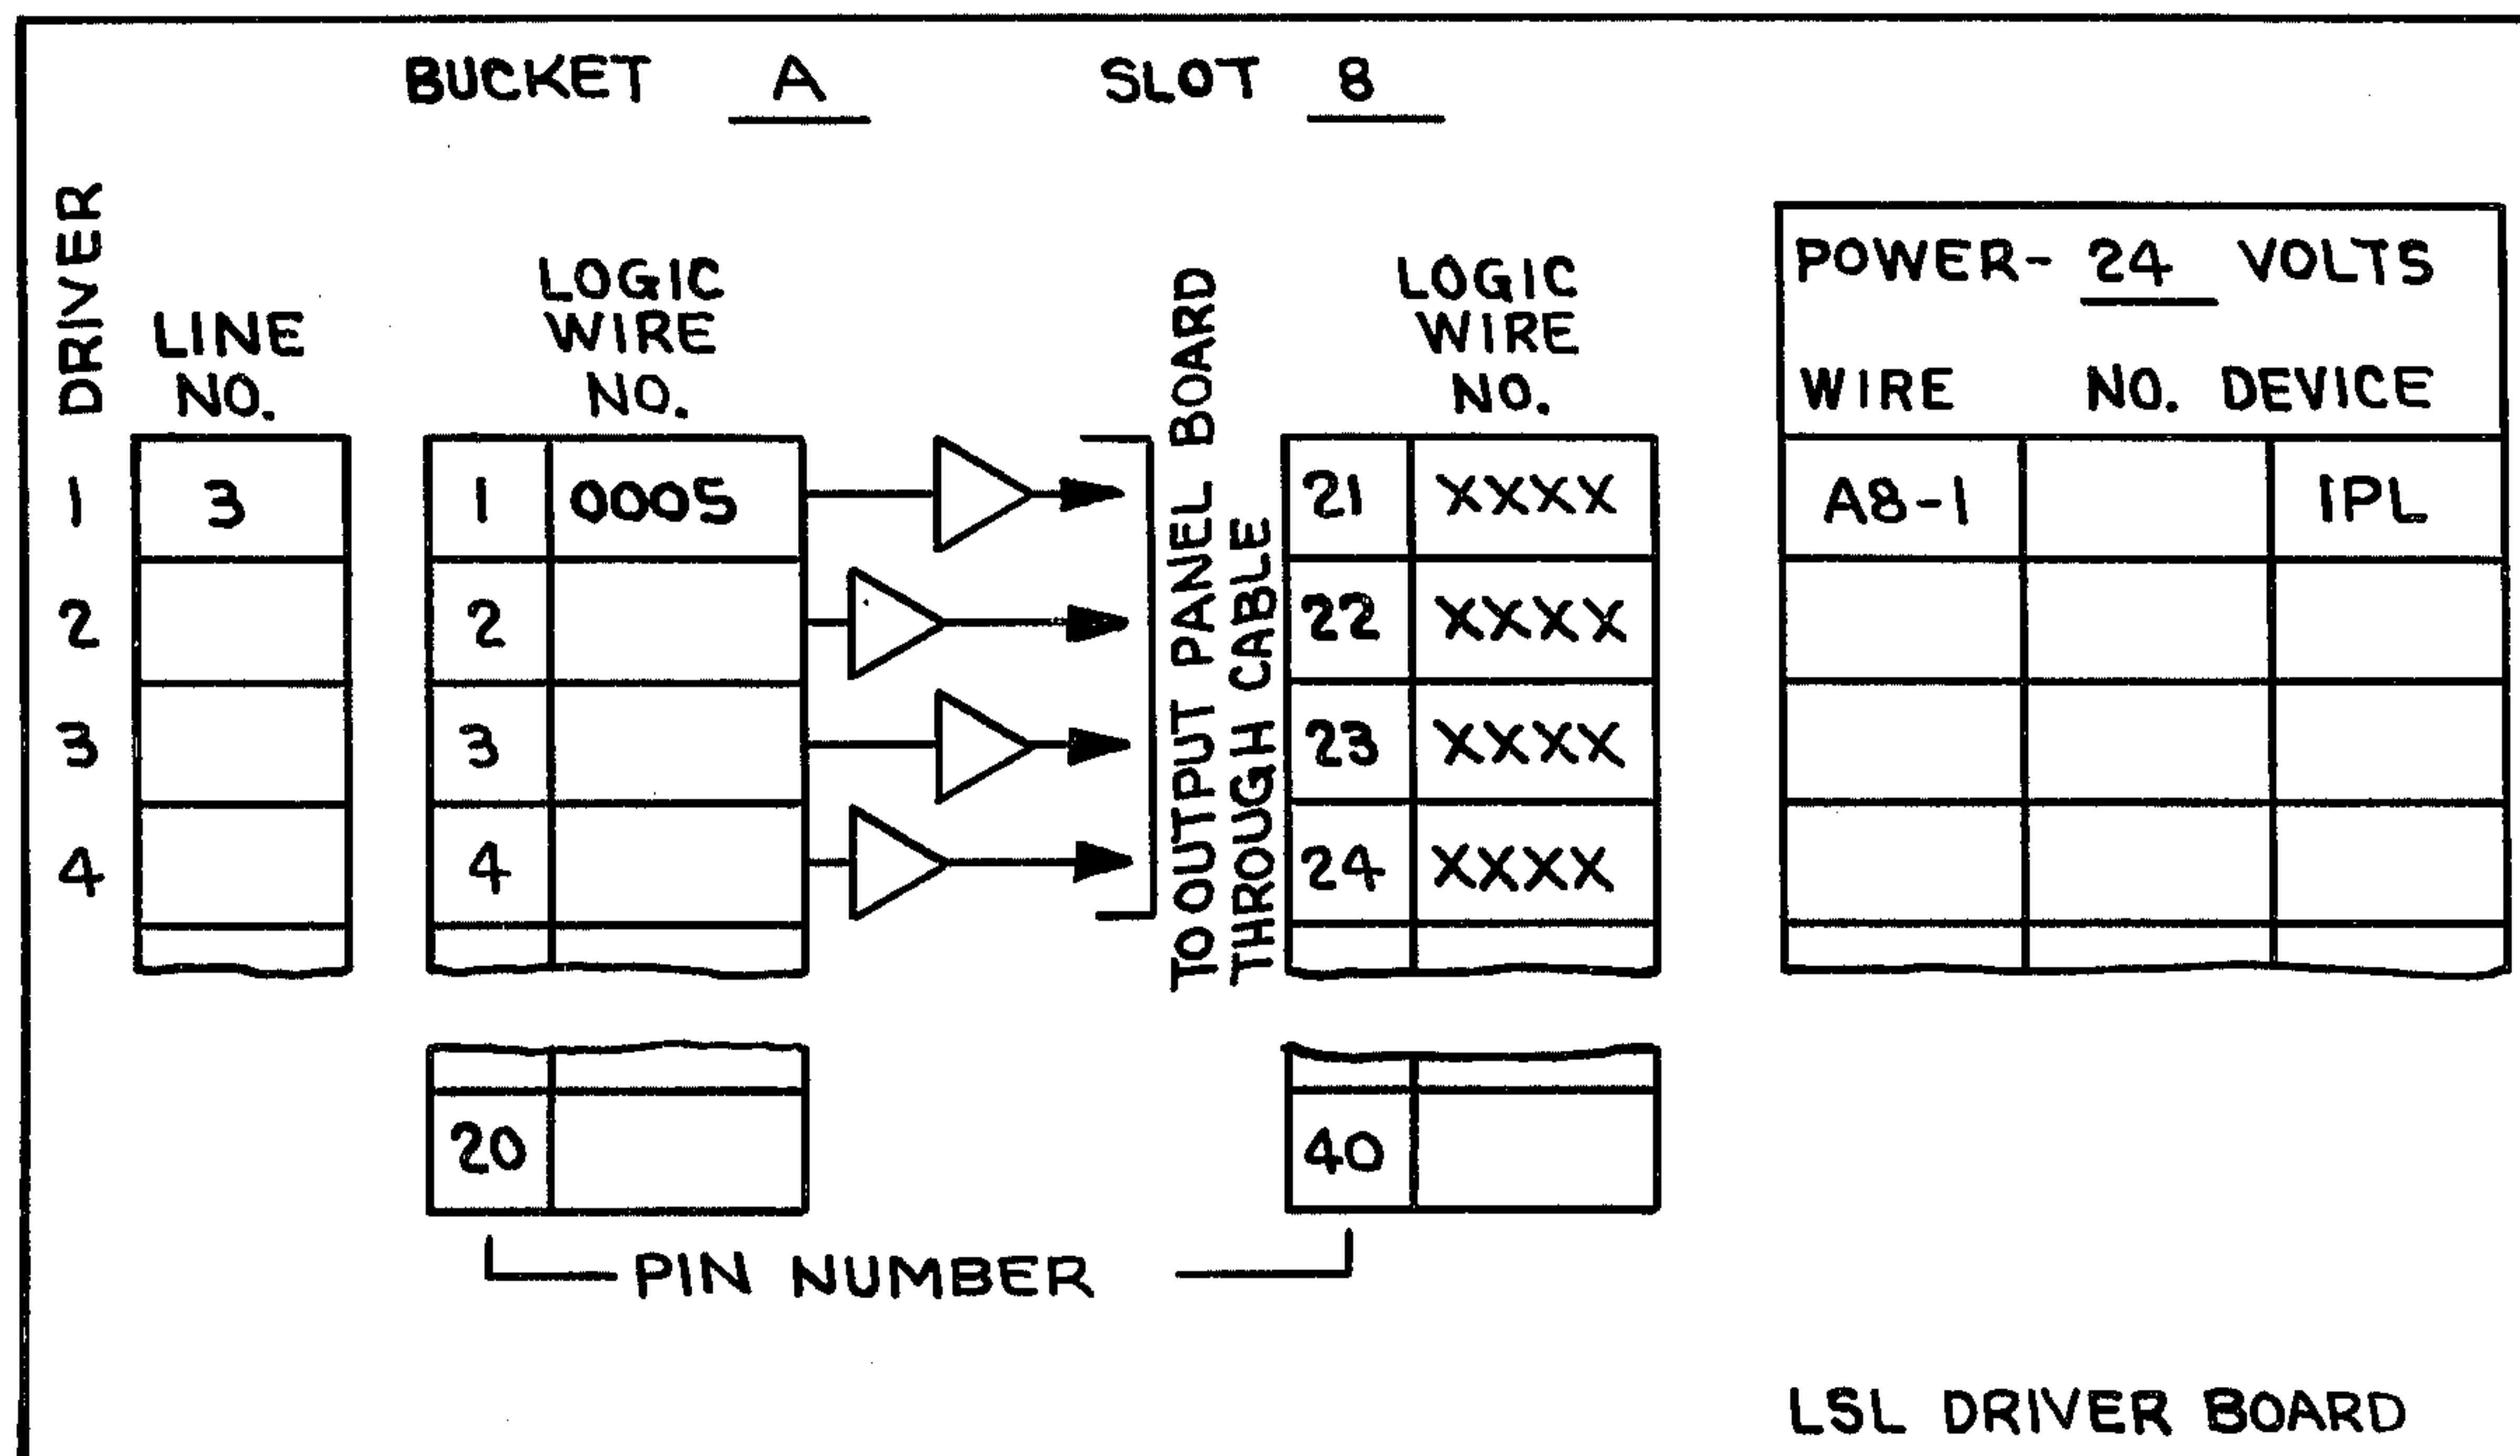 BUCKET A SLOT 8
DRIVER
LINE
NO.
LOGIC
WIRE
NO.
TO OUTPUT PANEL BOARD
THROUGH CABLE
LOGIC
WIRE
NO.
POWER- 24 VOLTS
WIRE NO. DEVICE
1 3 1 0005 21 XXXX A8-1 1PL
2 2 22 XXXX
3 3 23 XXXX
4 4 24 XXXX
20 40
PIN NUMBER
LSL DRIVER BOARD